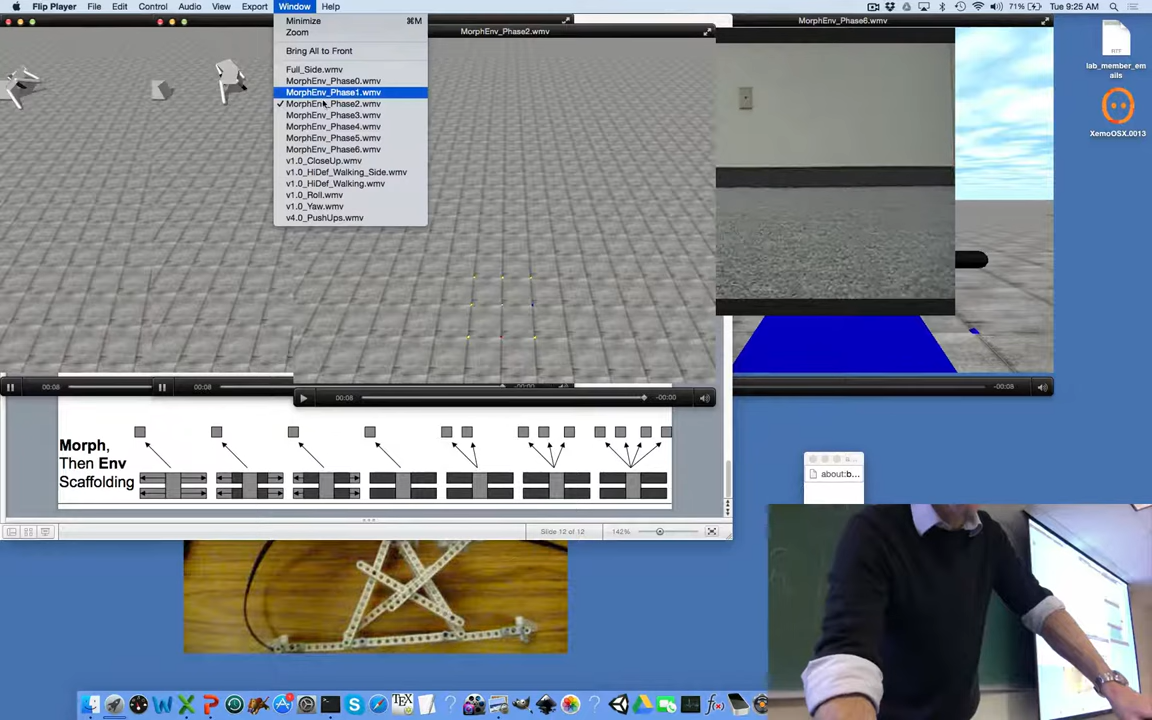 Flip Player File Edit Control Audio View Export Window Help
71% Tue 9:25 AM
Minimize ⌘M
Zoom
Bring All to Front
Full_Side.wmv
MorphEnv_Phase0.wmv
MorphEnv_Phase1.wmv
✓ MorphEnv_Phase2.wmv
MorphEnv_Phase3.wmv
MorphEnv_Phase4.wmv
MorphEnv_Phase5.wmv
MorphEnv_Phase6.wmv
v1.0_CloseUp.wmv
v1.0_HiDef_Walking_Side.wmv
v1.0_HiDef_Walking.wmv
v1.0_Roll.wmv
v1.0_Yaw.wmv
v4.0_PushUps.wmv
MorphEnv_Phase2.wmv
MorphEnv_Phase6.wmv
lab_member_em
ails
XemoOSX.0013
00:08
00:08
-00:08
00:08
-00:00
Morph,
Then Env
Scaffolding
about:b...
Slide 12 of 12
142%